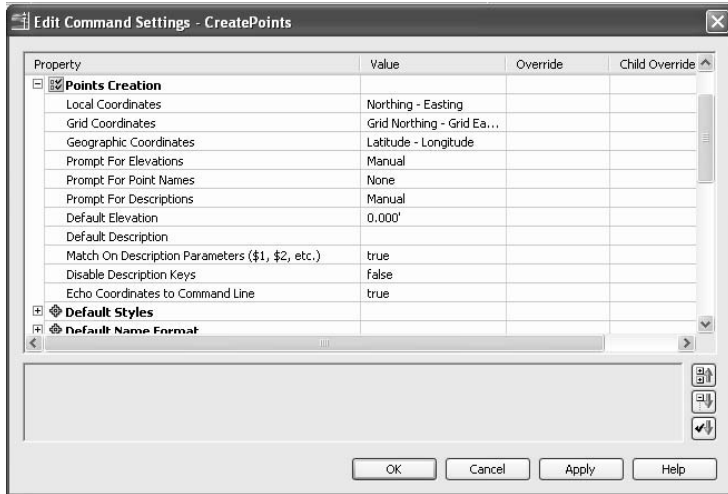 Edit Command Settings - CreatePoints
Property Value Override Child Override
Points Creation
Local Coordinates Northing - Easting
Grid Coordinates Grid Northing - Grid Ea...
Geographic Coordinates Latitude - Longitude
Prompt For Elevations Manual
Prompt For Point Names None
Prompt For Descriptions Manual
Default Elevation 0.000'
Default Description
Match On Description Parameters ($1, $2, etc.) true
Disable Description Keys false
Echo Coordinates to Command Line true
Default Styles
Default Name Format
OK Cancel Apply Help